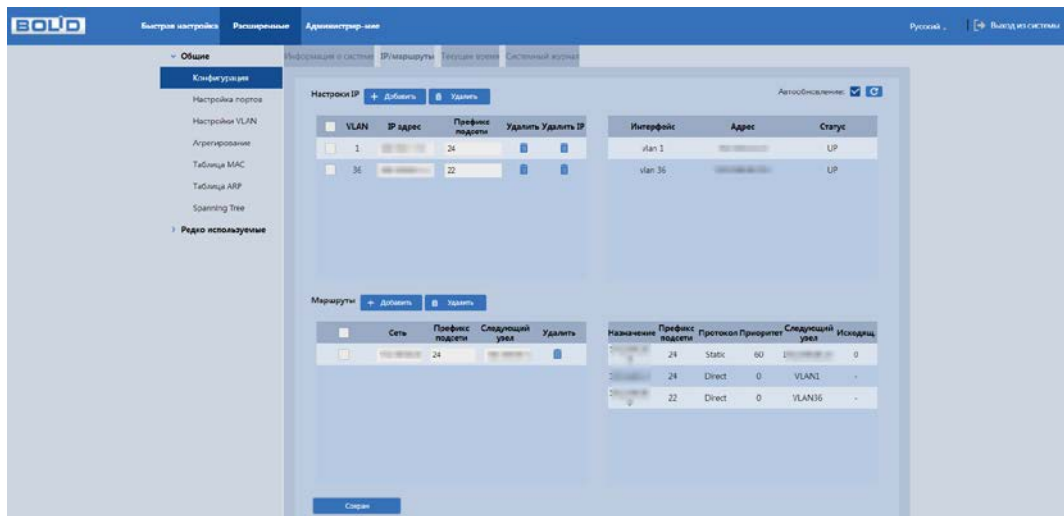 BOLID
Быстрая настройка Расширенные Администрир-ние Русский Выход из системы
Общие
Информация о системе IP/маршруты Текущее время Системный журнал
Конфигурация
Настройка портов
Настройки VLAN
Агрегирование
Таблица MAC
Таблица ARP
Spanning Tree
Редко используемые
Настройки IP + Добавить Удалить Автообновление:
VLAN IP адрес Префикс подсети Удалить Удалить IP
1 24
36 22
Интерфейс Адрес Статус
vlan 1 UP
vlan 36 UP
Маршруты + Добавить Удалить
Сеть Префикс подсети Следующий узел Удалить
24
Назначение Префикс подсети Протокол Приоритет Следующий узел Исходящ.
24 Static 60 0
24 Direct 0 VLAN1 -
22 Direct 0 VLAN36 -
Сохран